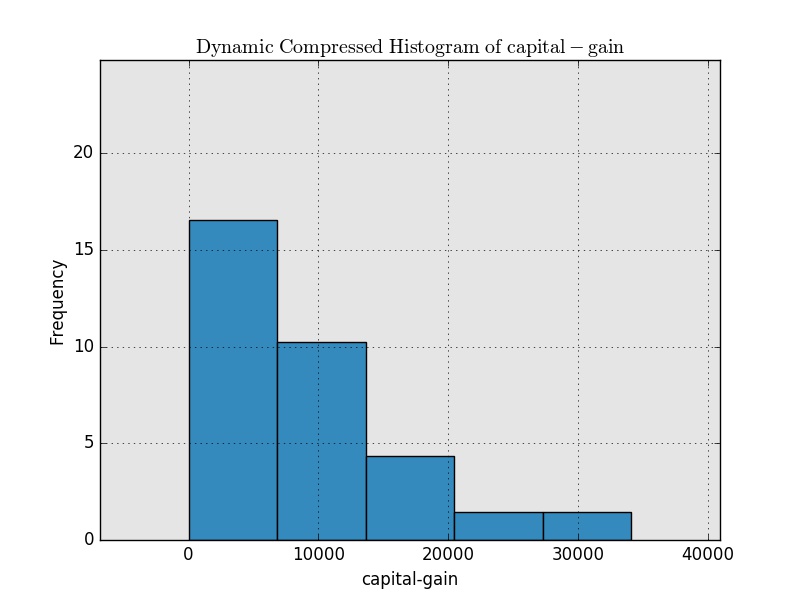 Dynamic Compressed Histogram of capital − gain
Frequency
20
15
10
5
0
0 10000 20000 30000 40000
capital-gain